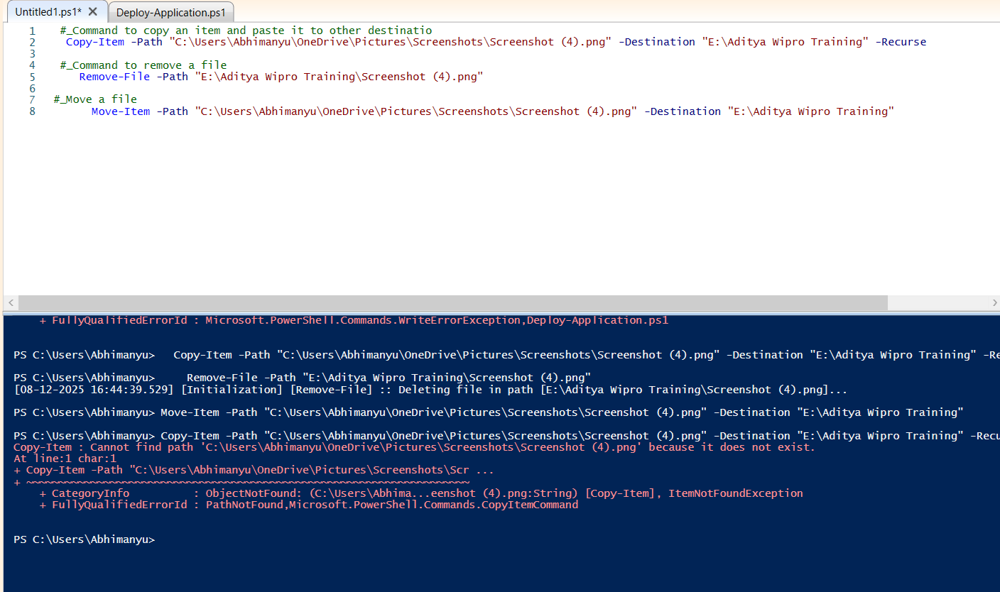 Untitled1.ps1* ✕ Deploy-Application.ps1
1 #_Command to copy an item and paste it to other destinatio
2 Copy-Item -Path "C:\Users\Abhimanyu\OneDrive\Pictures\Screenshots\Screenshot (4).png" -Destination "E:\Aditya Wipro Training" -Recurse
3
4 #_Command to remove a file
5 Remove-File -Path "E:\Aditya Wipro Training\Screenshot (4).png"
6
7 #_Move a file
8 Move-Item -Path "C:\Users\Abhimanyu\OneDrive\Pictures\Screenshots\Screenshot (4).png" -Destination "E:\Aditya Wipro Training"
+ FullyQualifiedErrorId : Microsoft.PowerShell.Commands.WriteErrorException,Deploy-Application.ps1
PS C:\Users\Abhimanyu> Copy-Item -Path "C:\Users\Abhimanyu\OneDrive\Pictures\Screenshots\Screenshot (4).png" -Destination "E:\Aditya Wipro Training" -Re
PS C:\Users\Abhimanyu> Remove-File -Path "E:\Aditya Wipro Training\Screenshot (4).png"
[08-12-2025 16:44:39.529] [Initialization] [Remove-File] :: Deleting file in path [E:\Aditya Wipro Training\Screenshot (4).png]...
PS C:\Users\Abhimanyu> Move-Item -Path "C:\Users\Abhimanyu\OneDrive\Pictures\Screenshots\Screenshot (4).png" -Destination "E:\Aditya Wipro Training"
PS C:\Users\Abhimanyu> Copy-Item -Path "C:\Users\Abhimanyu\OneDrive\Pictures\Screenshots\Screenshot (4).png" -Destination "E:\Aditya Wipro Training" -Recu
Copy-Item : Cannot find path 'C:\Users\Abhimanyu\OneDrive\Pictures\Screenshots\Screenshot (4).png' because it does not exist.
At line:1 char:1
+ Copy-Item -Path "C:\Users\Abhimanyu\OneDrive\Pictures\Screenshots\Scr ...
+ ~~~~~~~~~~~~~~~~~~~~~~~~~~~~~~~~~~~~~~~~~~~~~~~~~~~~~~~~~~~~~~~~~~~~~
+ CategoryInfo : ObjectNotFound: (C:\Users\Abhima...eenshot (4).png:String) [Copy-Item], ItemNotFoundException
+ FullyQualifiedErrorId : PathNotFound,Microsoft.PowerShell.Commands.CopyItemCommand
PS C:\Users\Abhimanyu>